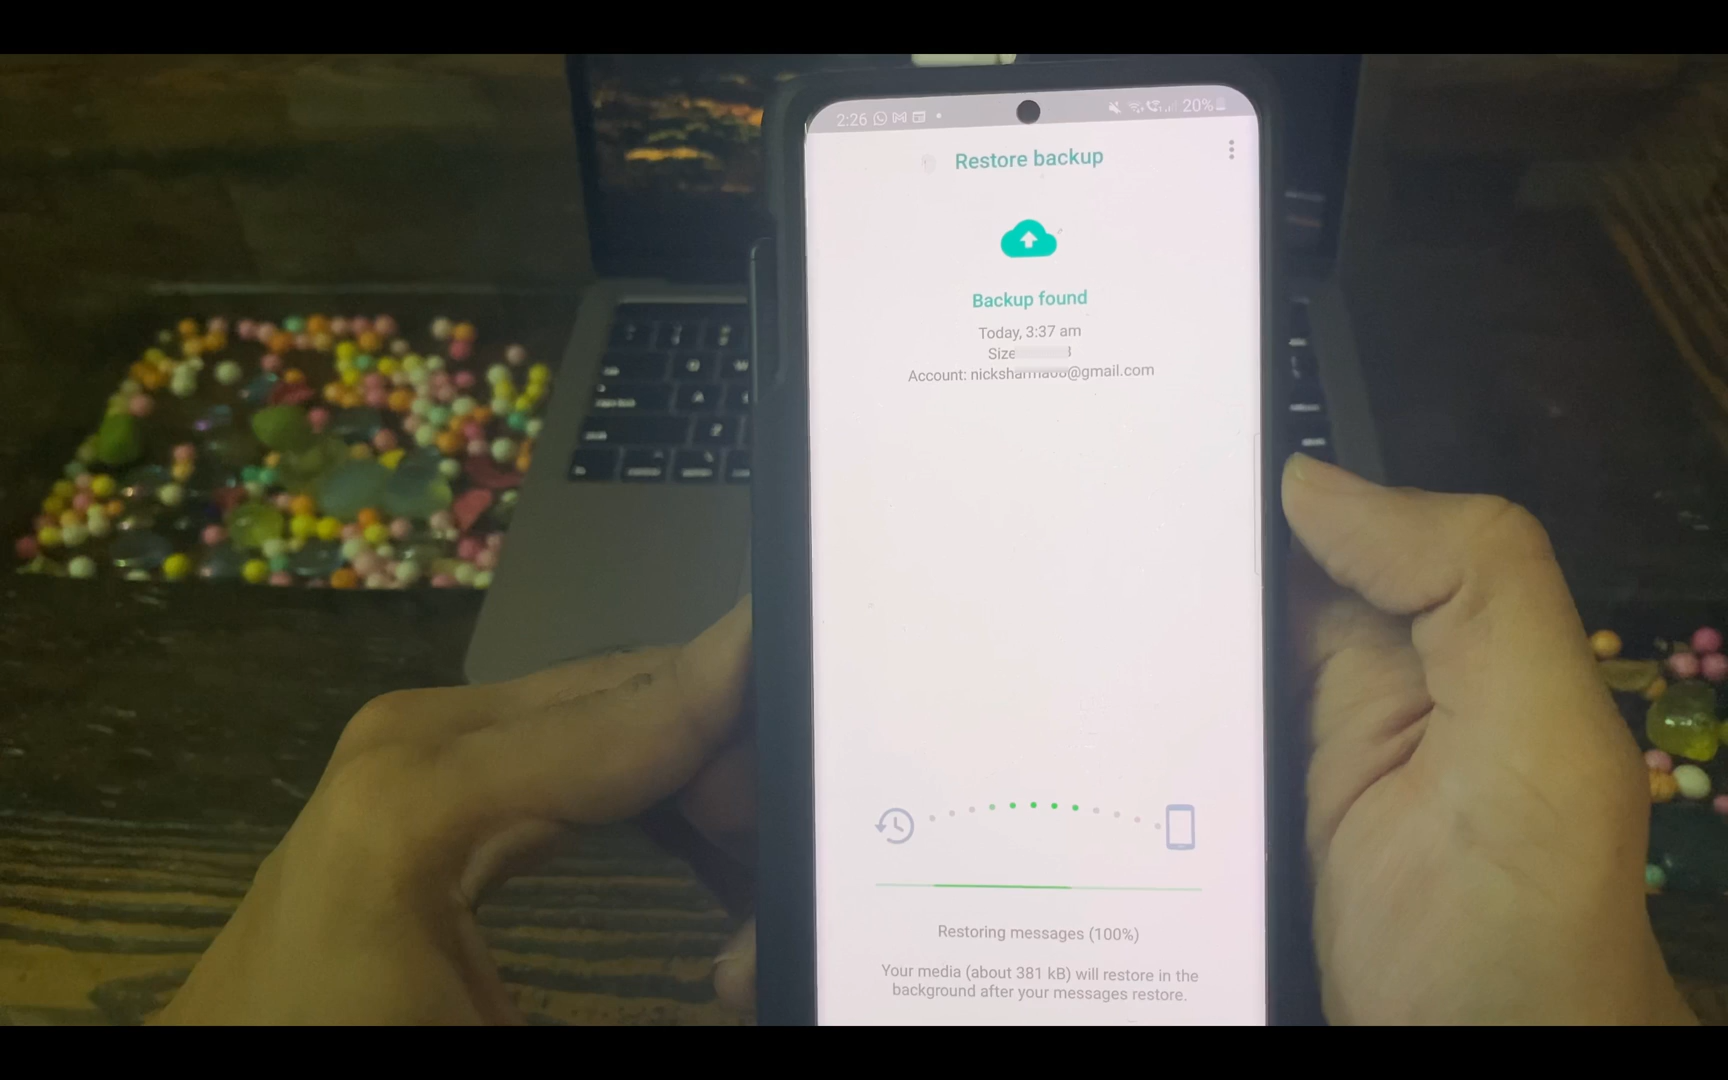 2:26 20%
Restore backup
Backup found
Today, 3:37 am
Size
Account: @gmail.com
Restoring messages (100%)
Your media (about 381 kB) will restore in the
background after your messages restore.